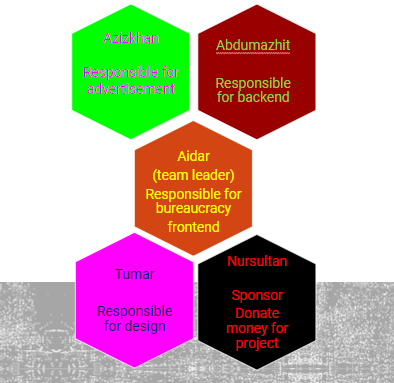 Azizkhan
Responsible for
advertisement
Abdumazhit
Responsible
for backend
Aidar
(team leader)
Responsible for
bureaucracy
frontend
Tumar
Responsible
for design
Nursultan
Sponsor
Donate
money for
project